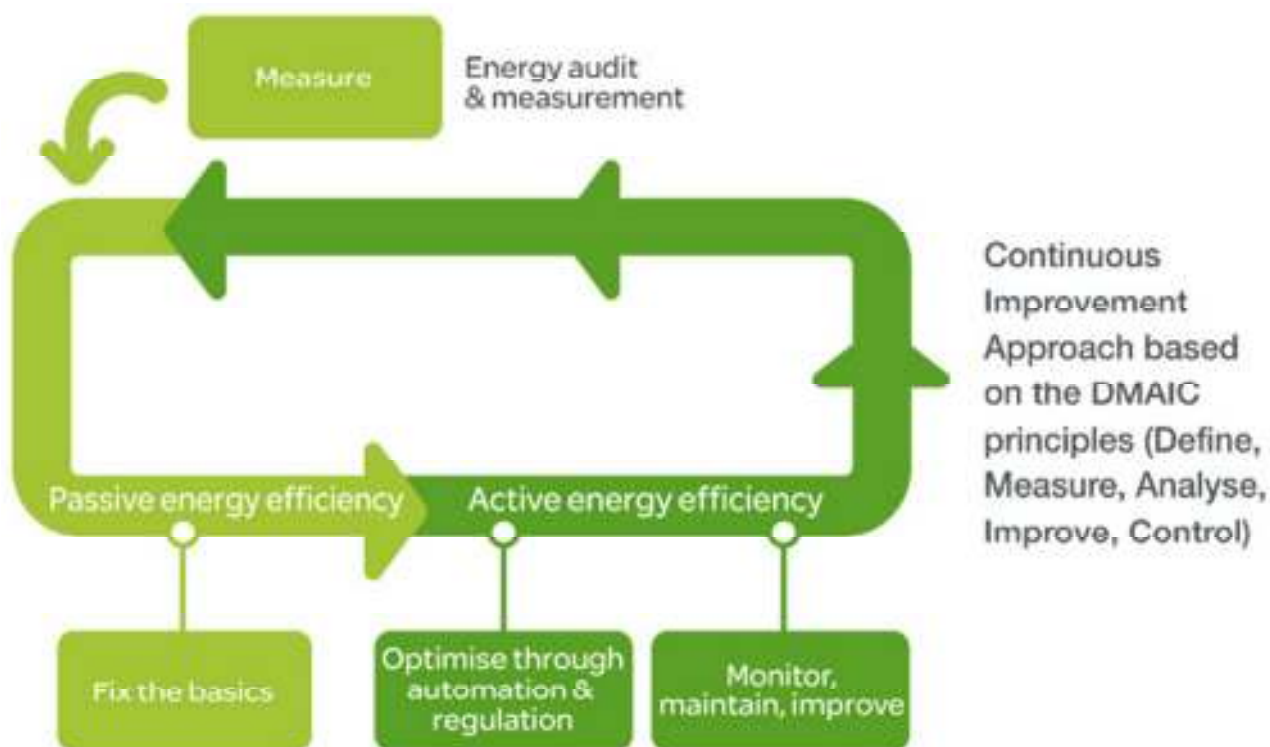 Measure
Energy audit
& measurement
Continuous
Improvement
Approach based
on the DMAIC
principles (Define,
Measure, Analyse,
Improve, Control)
Passive energy efficiency
Active energy efficiency
Fix the basics
Optimise through
automation &
regulation
Monitor,
maintain, improve